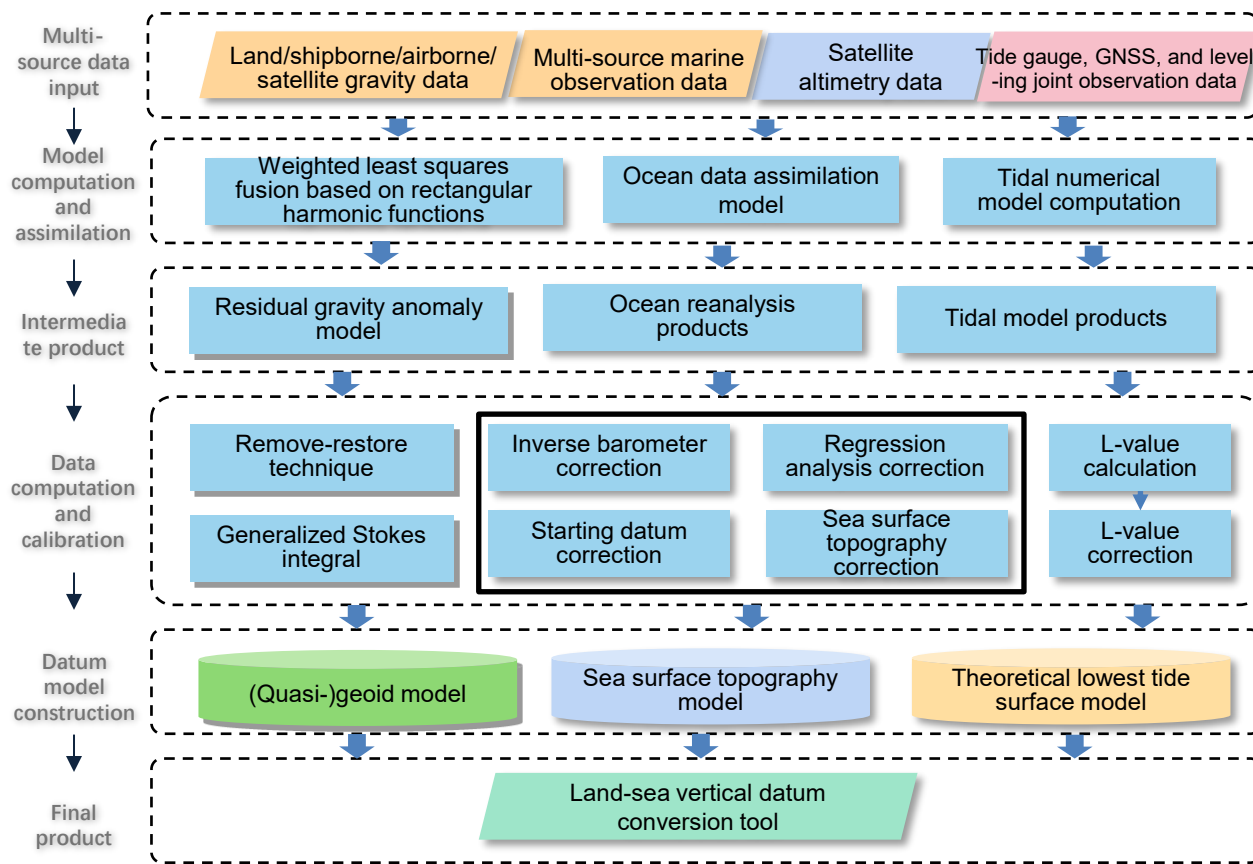 Multi-
source data
input
Land/shipborne/airborne/
satellite gravity data
Multi-source marine
observation data
Satellite
altimetry data
Tide gauge, GNSS, and level
-ing joint observation data
Model
computation
and
assimilation
Weighted least squares
fusion based on rectangular
harmonic functions
Ocean data assimilation
model
Tidal numerical
model computation
Intermedia
te product
Residual gravity anomaly
model
Ocean reanalysis
products
Tidal model products
Data
computation
and
calibration
Remove-restore
technique
Inverse barometer
correction
Regression
analysis correction
L-value
calculation
Generalized Stokes
integral
Starting datum
correction
Sea surface
topography
correction
L-value
correction
Datum
model
construction
(Quasi-)geoid model
Sea surface topography
model
Theoretical lowest tide
surface model
Final
product
Land-sea vertical datum
conversion tool